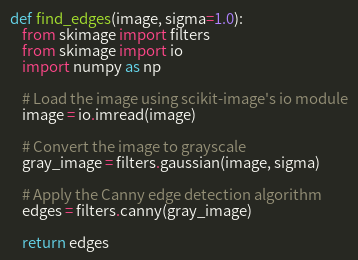 def find_edges(image, sigma=1.0):
from skimage import filters
from skimage import io
import numpy as np
# Load the image using scikit-image's io module
image = io.imread(image)
# Convert the image to grayscale
gray_image = filters.gaussian(image, sigma)
# Apply the Canny edge detection algorithm
edges = filters.canny(gray_image)
return edges